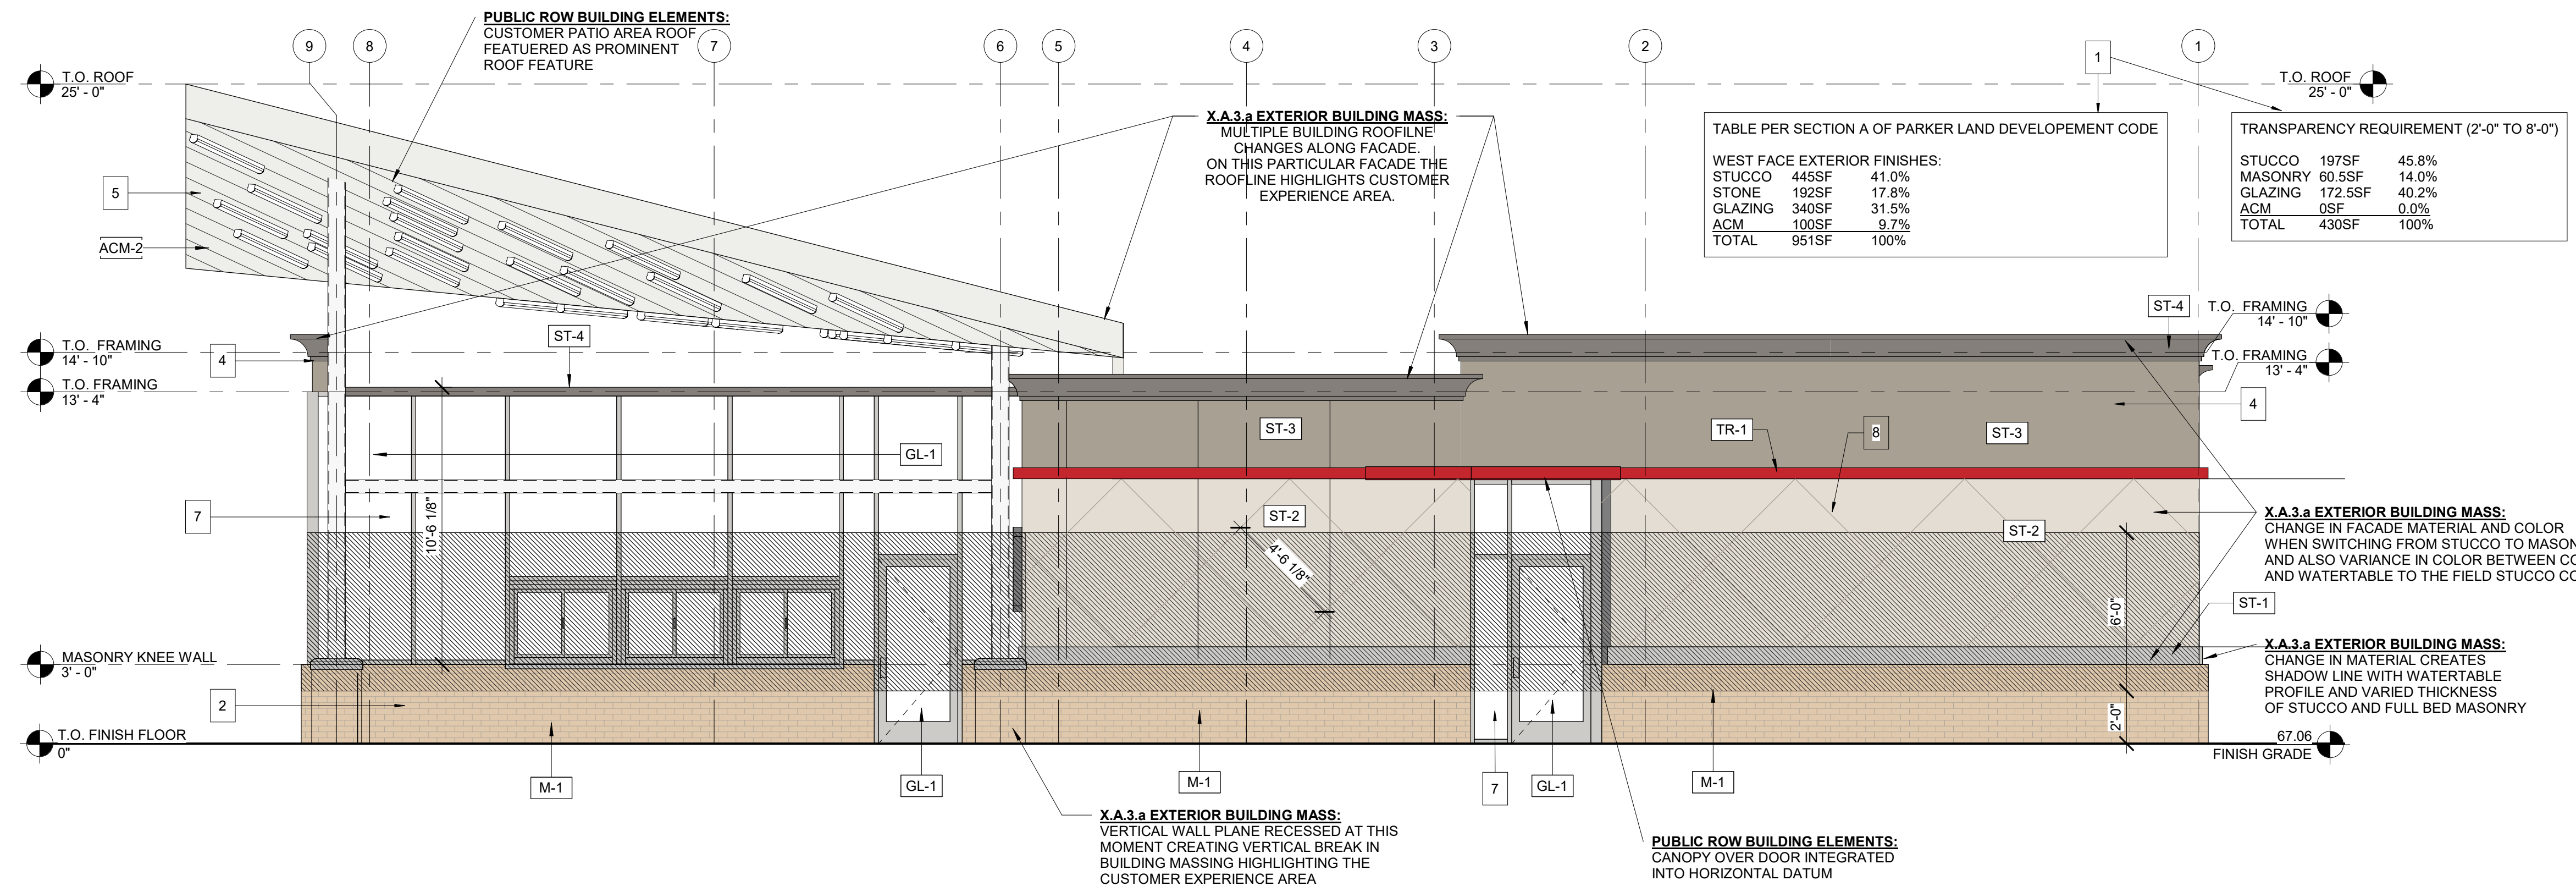 PUBLIC ROW BUILDING ELEMENTS:
CUSTOMER PATIO AREA ROOF
FEATUERED AS PROMINENT
ROOF FEATURE
9
8
7
6
5
4
3
2
1
1
T.O. ROOF
25' - 0"
T.O. ROOF
25' - 0"
X.A.3.a EXTERIOR BUILDING MASS:
MULTIPLE BUILDING ROOFILNE
CHANGES ALONG FACADE.
ON THIS PARTICULAR FACADE THE
ROOFLINE HIGHLIGHTS CUSTOMER
EXPERIENCE AREA.
TABLE PER SECTION A OF PARKER LAND DEVELOPEMENT CODE
WEST FACE EXTERIOR FINISHES:
STUCCO 445SF 41.0%
STONE 192SF 17.8%
GLAZING 340SF 31.5%
ACM 100SF 9.7%
TOTAL 951SF 100%
TRANSPARENCY REQUIREMENT (2'-0" TO 8'-0")
STUCCO 197SF 45.8%
MASONRY 60.5SF 14.0%
GLAZING 172.5SF 40.2%
ACM 0SF 0.0%
TOTAL 430SF 100%
5
ACM-2
ST-4
ST-4
T.O. FRAMING
14' - 10"
T.O. FRAMING
14' - 10"
4
T.O. FRAMING
13' - 4"
T.O. FRAMING
13' - 4"
4
ST-3
TR-1
8
ST-3
GL-1
7
10'-6 1/8"
ST-2
4'-6 1/8"
ST-2
X.A.3.a EXTERIOR BUILDING MASS:
CHANGE IN FACADE MATERIAL AND COLOR
WHEN SWITCHING FROM STUCCO TO MASON
AND ALSO VARIANCE IN COLOR BETWEEN CO
AND WATERTABLE TO THE FIELD STUCCO CO
6'-0"
ST-1
X.A.3.a EXTERIOR BUILDING MASS:
CHANGE IN MATERIAL CREATES
SHADOW LINE WITH WATERTABLE
PROFILE AND VARIED THICKNESS
OF STUCCO AND FULL BED MASONRY
MASONRY KNEE WALL
3' - 0"
2
2'-0"
T.O. FINISH FLOOR
0"
67.06
FINISH GRADE
M-1
GL-1
M-1
7
GL-1
M-1
X.A.3.a EXTERIOR BUILDING MASS:
VERTICAL WALL PLANE RECESSED AT THIS
MOMENT CREATING VERTICAL BREAK IN
BUILDING MASSING HIGHLIGHTING THE
CUSTOMER EXPERIENCE AREA
PUBLIC ROW BUILDING ELEMENTS:
CANOPY OVER DOOR INTEGRATED
INTO HORIZONTAL DATUM